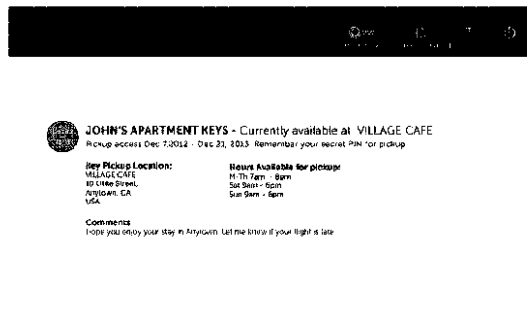 JOHN'S APARTMENT KEYS - Currently available at VILLAGE CAFE
Pickup access Dec 7,2012 - Dec 21, 2013. Remember your secret PIN for pickup
Key Pickup Location:
VILLAGE CAFE
Street,
Anytown, CA
USA
Hours Available for pickup:
M-Th 7am - 8pm
Sat 9am - 6pm
Sun 9am - 6pm
Comments
Hope you enjoy your stay in Anytown. Let me know if your flight is late